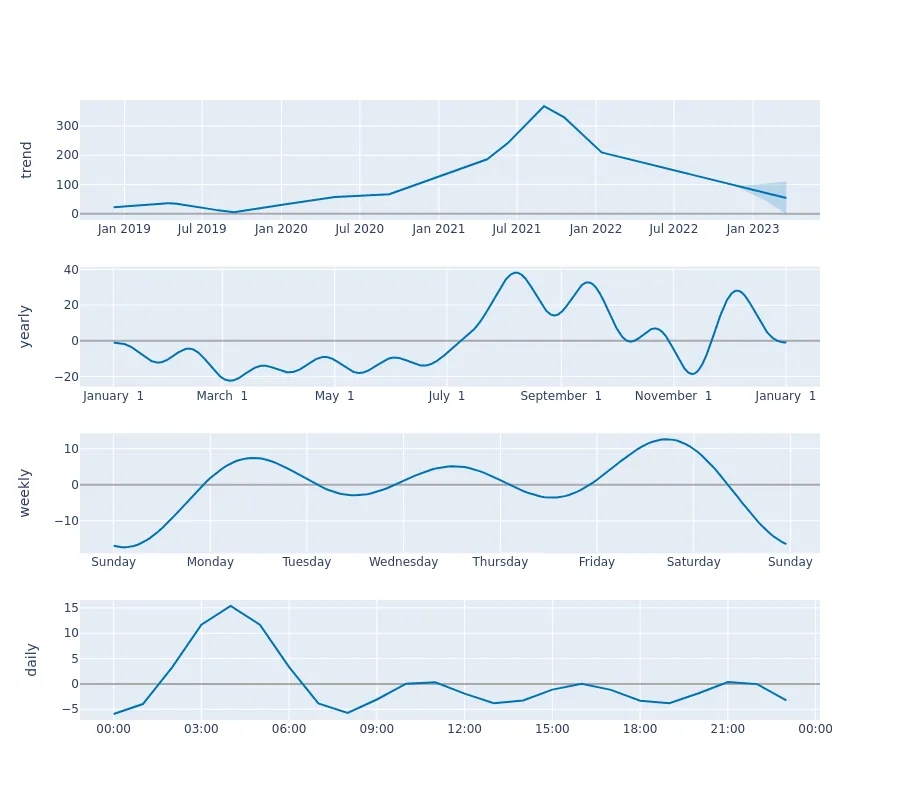 trend
300
200
100
0
Jan 2019 Jul 2019 Jan 2020 Jul 2020 Jan 2021 Jul 2021 Jan 2022 Jul 2022 Jan 2023
yearly
40
20
0
−20
January 1 March 1 May 1 July 1 September 1 November 1 January 1
weekly
10
0
−10
Sunday Monday Tuesday Wednesday Thursday Friday Saturday Sunday
daily
15
10
5
0
−5
00:00 03:00 06:00 09:00 12:00 15:00 18:00 21:00 00:00